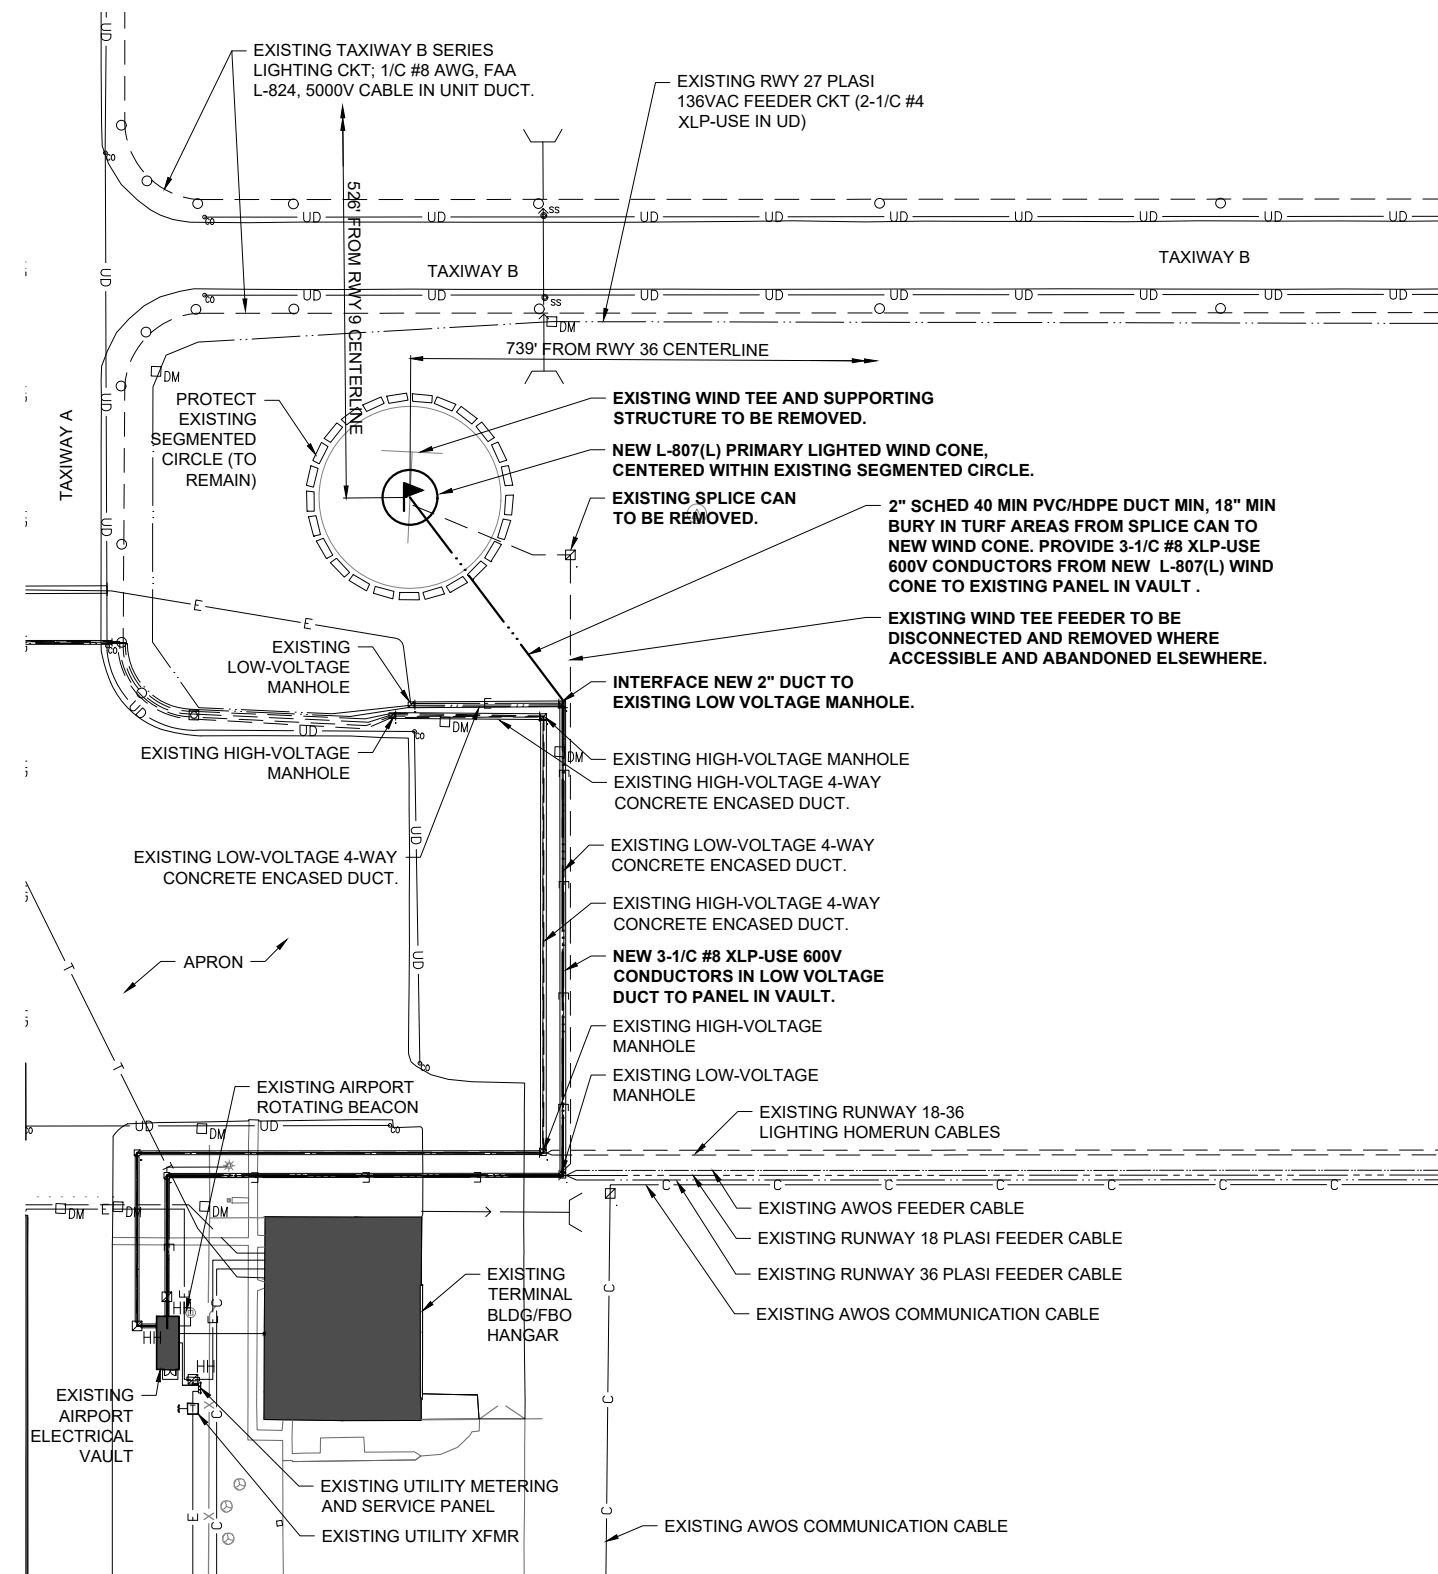 EXISTING TAXIWAY B SERIES
LIGHTING CKT; 1/C #8 AWG, FAA
L-824, 5000V CABLE IN UNIT DUCT.
EXISTING RWY 27 PLASI
136VAC FEEDER CKT (2-1/C #4
XLP-USE IN UD)
526' FROM RWY 9 CENTERLINE
TAXIWAY B
TAXIWAY B
739' FROM RWY 36 CENTERLINE
TAXIWAY A
PROTECT
EXISTING
SEGMENTED
CIRCLE (TO
REMAIN)
EXISTING WIND TEE AND SUPPORTING
STRUCTURE TO BE REMOVED.
NEW L-807(L) PRIMARY LIGHTED WIND CONE,
CENTERED WITHIN EXISTING SEGMENTED CIRCLE.
EXISTING SPLICE CAN
TO BE REMOVED.
2" SCHED 40 MIN PVC/HDPE DUCT MIN, 18" MIN
BURY IN TURF AREAS FROM SPLICE CAN TO
NEW WIND CONE. PROVIDE 3-1/C #8 XLP-USE
600V CONDUCTORS FROM NEW L-807(L) WIND
CONE TO EXISTING PANEL IN VAULT .
EXISTING WIND TEE FEEDER TO BE
DISCONNECTED AND REMOVED WHERE
ACCESSIBLE AND ABANDONED ELSEWHERE.
EXISTING
LOW-VOLTAGE
MANHOLE
INTERFACE NEW 2" DUCT TO
EXISTING LOW VOLTAGE MANHOLE.
EXISTING HIGH-VOLTAGE
MANHOLE
EXISTING HIGH-VOLTAGE MANHOLE
EXISTING HIGH-VOLTAGE 4-WAY
CONCRETE ENCASED DUCT.
EXISTING LOW-VOLTAGE 4-WAY
CONCRETE ENCASED DUCT.
EXISTING LOW-VOLTAGE 4-WAY
CONCRETE ENCASED DUCT.
EXISTING HIGH-VOLTAGE 4-WAY
CONCRETE ENCASED DUCT.
APRON
NEW 3-1/C #8 XLP-USE 600V
CONDUCTORS IN LOW VOLTAGE
DUCT TO PANEL IN VAULT.
EXISTING HIGH-VOLTAGE
MANHOLE
EXISTING LOW-VOLTAGE
MANHOLE
EXISTING AIRPORT
ROTATING BEACON
EXISTING RUNWAY 18-36
LIGHTING HOMERUN CABLES
EXISTING AWOS FEEDER CABLE
EXISTING RUNWAY 18 PLASI FEEDER CABLE
EXISTING RUNWAY 36 PLASI FEEDER CABLE
EXISTING AWOS COMMUNICATION CABLE
EXISTING
TERMINAL
BLDG/FBO
HANGAR
EXISTING
AIRPORT
ELECTRICAL
VAULT
EXISTING UTILITY METERING
AND SERVICE PANEL
EXISTING UTILITY XFMR
EXISTING AWOS COMMUNICATION CABLE